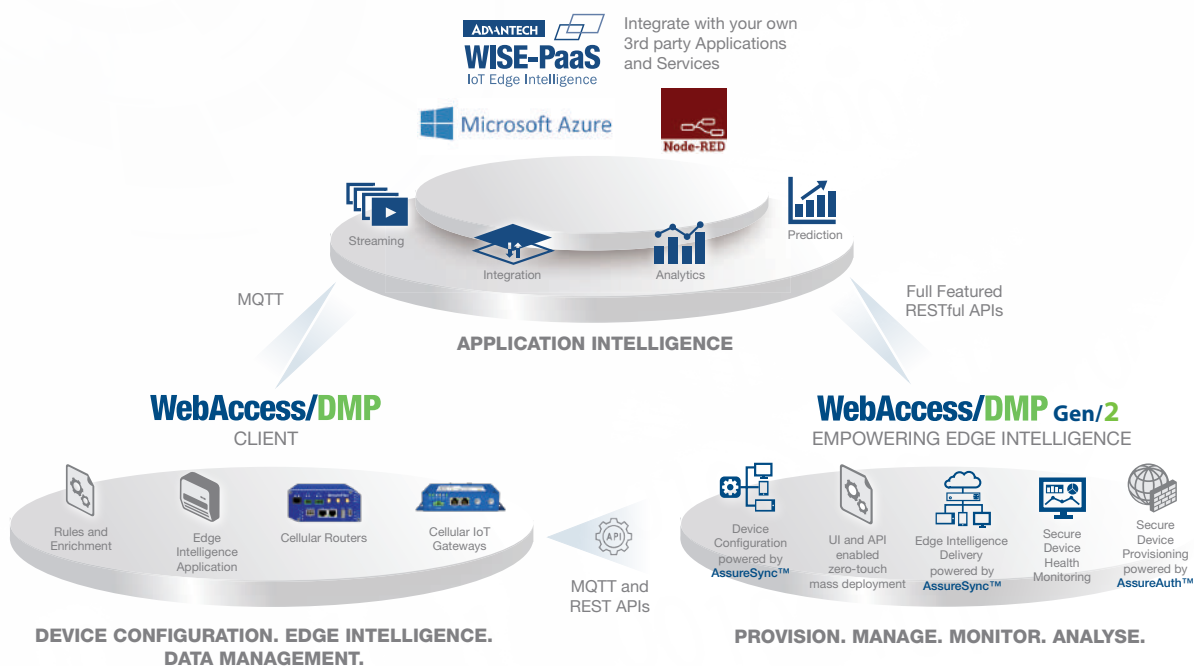 ADVANTECH
WISE-PaaS
IoT Edge Intelligence
Integrate with your own
3rd party Applications
and Services
Microsoft Azure
Node-RED
Streaming
Integration
Analytics
Prediction
MQTT
Full Featured
RESTful APIs
APPLICATION INTELLIGENCE
WebAccess/DMP
CLIENT
WebAccess/DMP Gen/2
EMPOWERING EDGE INTELLIGENCE
Rules and
Enrichment
Edge
Intelligence
Application
Cellular Routers
Cellular IoT
Gateways
API
MQTT and
REST APIs
Device
Configuration
powered by
AssureSync™
UI and API
enabled
zero-touch
mass deployment
Edge Intelligence
Delivery
powered by
AssureSync™
Secure
Device
Health
Monitoring
Secure
Device
Provisioning
powered by
AssureAuth™
DEVICE CONFIGURATION. EDGE INTELLIGENCE.
DATA MANAGEMENT.
PROVISION. MANAGE. MONITOR. ANALYSE.